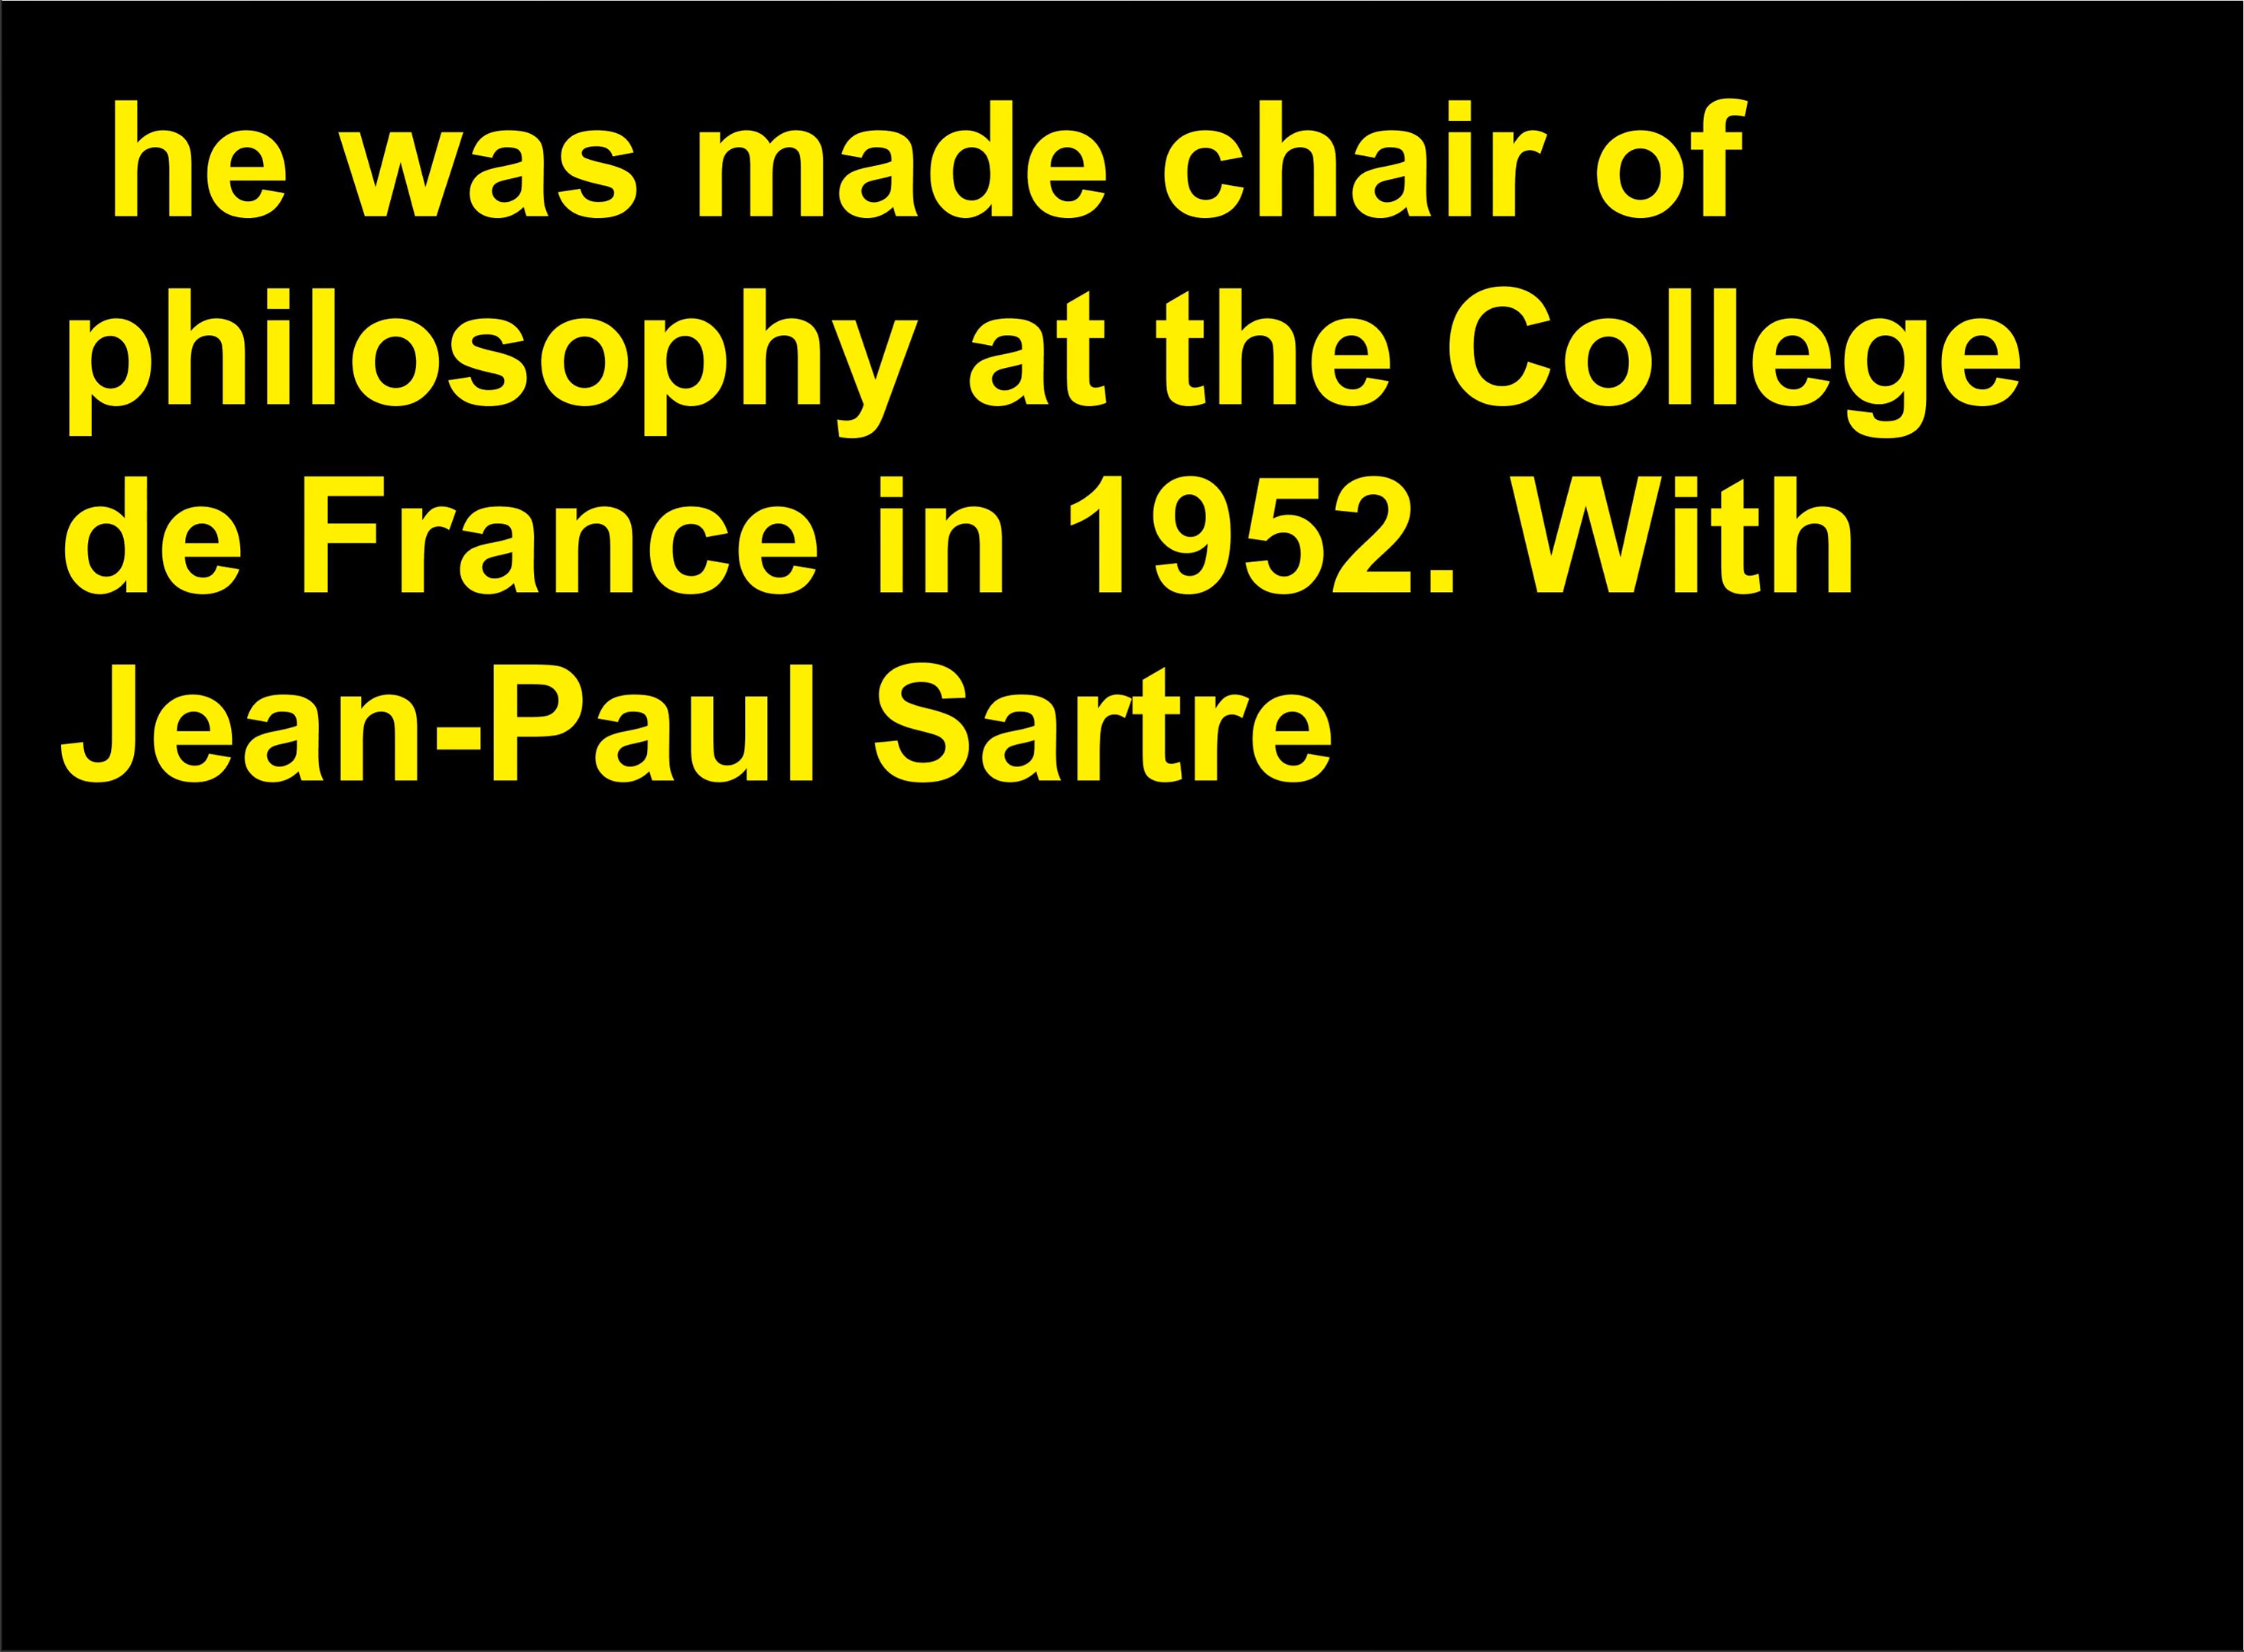 he was made chair of
philosophy at the College
de France in 1952. With
Jean-Paul Sartre